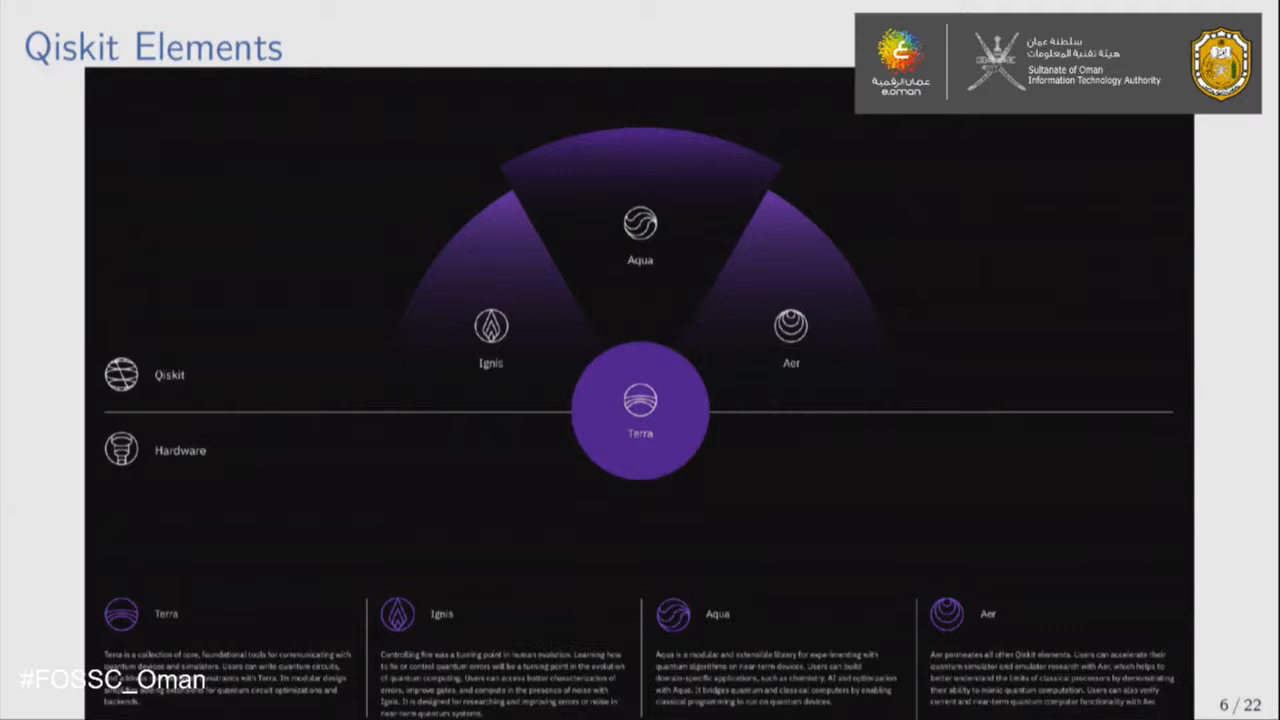 Qiskit Elements
عمان الرقمية
e.oman
سلطنة عمان
هيئة تقنية المعلومات
Sultanate of Oman
Information Technology Authority
Aqua
Ignis
Aer
Qiskit
Terra
Hardware
Terra
Ignis
Aqua
Aer
Terra is a collection of core, foundational tools for communicating with
quantum devices and simulators. Users can write quantum circuits,
constraints with Terra. Its modular design
for quantum circuit optimizations and
backends.
Controlling fire was a turning point in human evolution. Learning how
to fix or control quantum errors will be a turning point in the evolution
of quantum computing. Users can access better characterization of
errors, improve gates, and compute in the presence of noise with
Ignis. It is designed for researching and improving errors or noise in
near-term quantum systems.
Aqua is a modular and extensible library for experimenting with
quantum algorithms on near-term devices. Users can build
domain-specific applications, such as chemistry, AI and optimization
with Aqua. It bridges quantum and classical computers by enabling
classical programming to run on quantum devices.
Aer permeates all other Qiskit elements. Users can accelerate their
quantum simulator and emulator research with Aer, which helps to
better understand the limits of classical processors by demonstrating
their ability to mimic quantum computation. Users can also verify
current and near-term quantum computer functionality with Aer.
#FOSSC_Oman
6 / 22